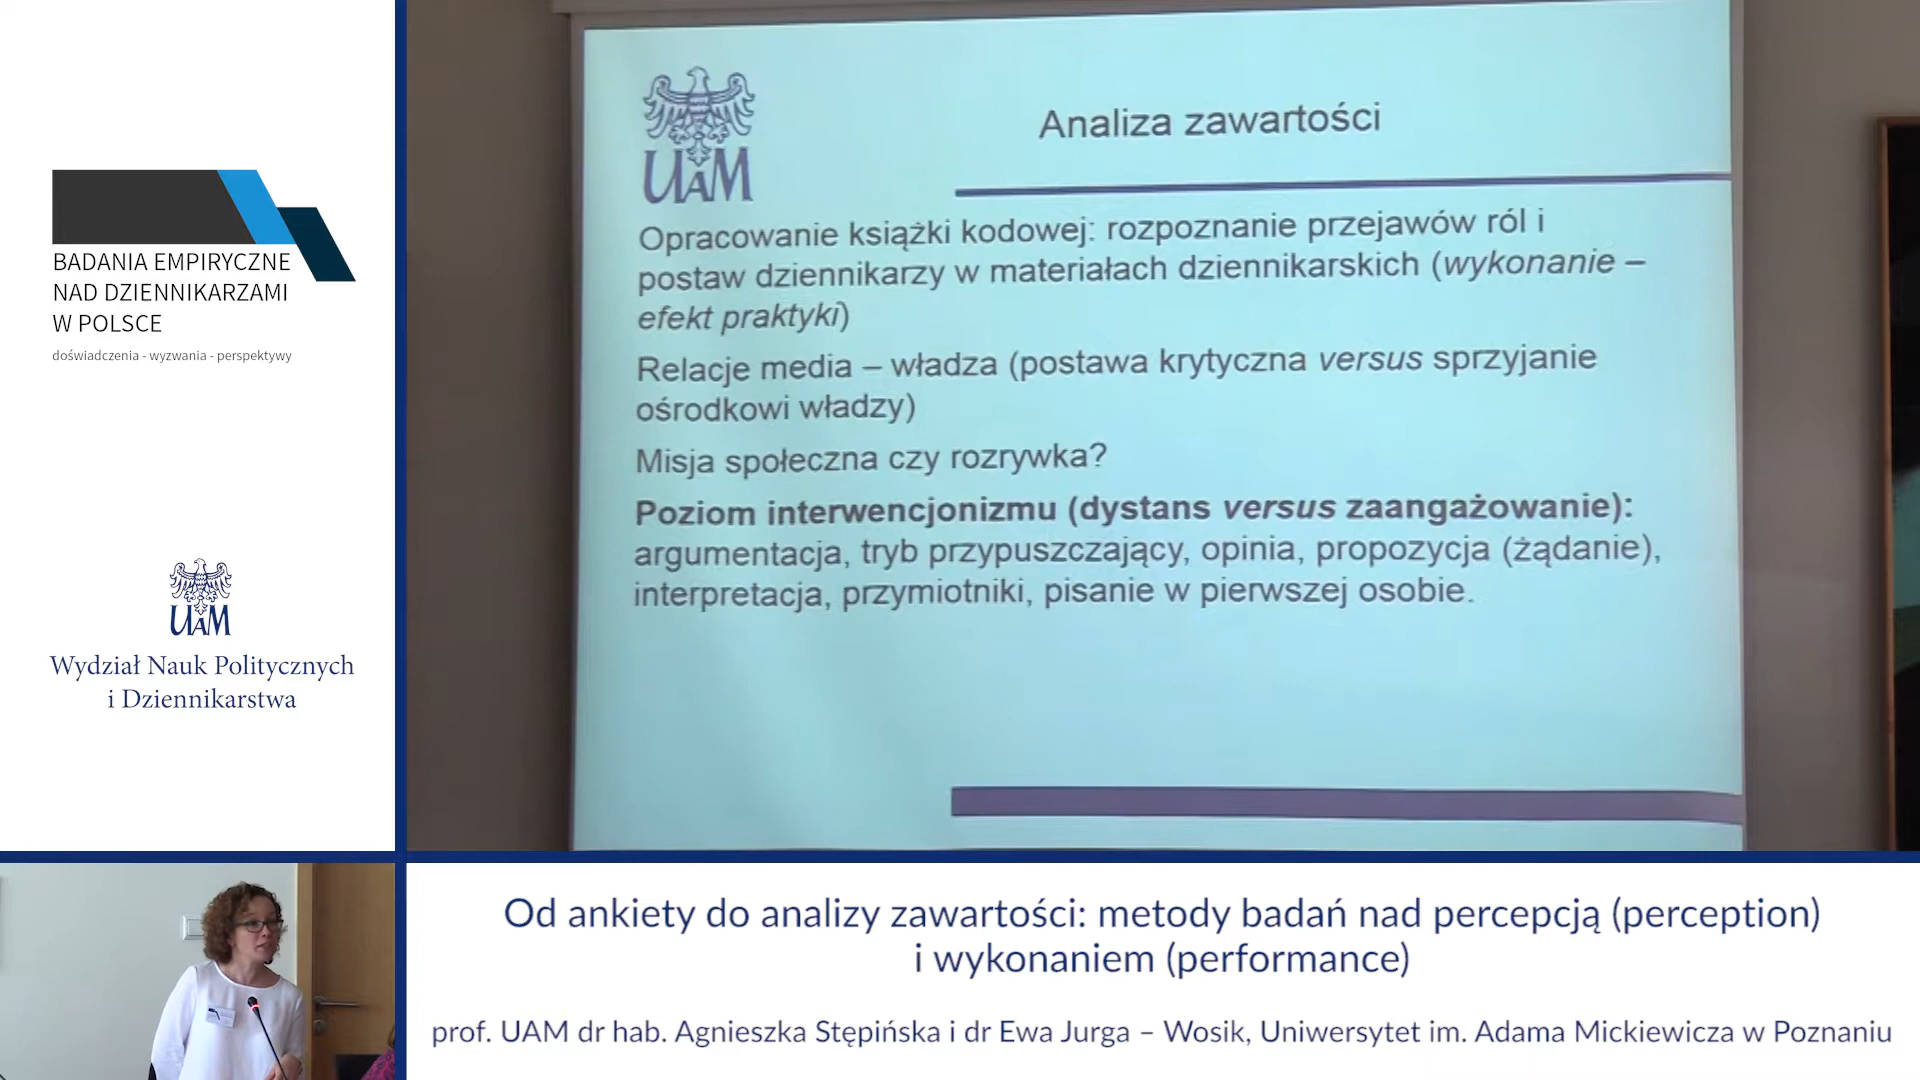 BADANIA EMPIRYCZNE
NAD DZIENNIKARZAMI
W POLSCE
doświadczenia - wyzwania - perspektywy
UAM
Wydział Nauk Politycznych
i Dziennikarstwa
UAM
Analiza zawartości
Opracowanie książki kodowej: rozpoznanie przejawów ról i
postaw dziennikarzy w materiałach dziennikarskich (wykonanie –
efekt praktyki)
Relacje media – władza (postawa krytyczna versus sprzyjanie
ośrodkowi władzy)
Misja społeczna czy rozrywka?
Poziom interwencjonizmu (dystans versus zaangażowanie):
argumentacja, tryb przypuszczający, opinia, propozycja (żądanie),
interpretacja, przymiotniki, pisanie w pierwszej osobie.
Od ankiety do analizy zawartości: metody badań nad percepcją (perception)
i wykonaniem (performance)
prof. UAM dr hab. Agnieszka Stępińska i dr Ewa Jurga – Wosik, Uniwersytet im. Adama Mickiewicza w Poznaniu